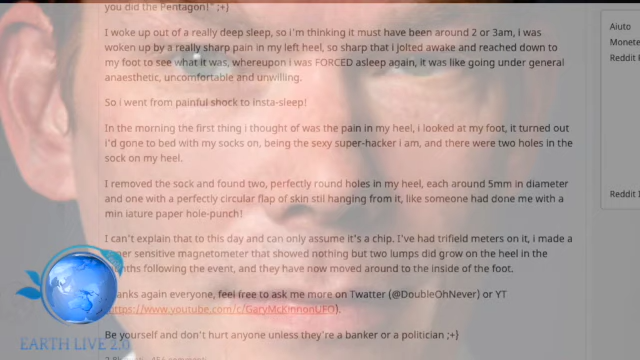 you did the Pentagon!" ;+}
I woke up out of a really deep sleep, so i'm thinking it must have been around 2 or 3am, i was
woken up by a really sharp pain in my left heel, so sharp that i jolted awake and reached down to
my foot to see what it was, whereupon i was FORCED asleep again, it was like going under general
anaesthetic, uncomfortable and unwilling.
So i went from painful shock to insta-sleep!
In the morning the first thing i thought of was the pain in my heel, i looked at my foot, it turned out
i'd gone to bed with my socks on, being the sexy super-hacker i am, and there were two holes in the
sock on my heel.
I removed the sock and found two, perfectly round holes in my heel, each around 5mm in diameter
and one with a perfectly circular flap of skin stil hanging from it, like someone had done me with a
min iature paper hole-punch!
I can't explain that to this day and can only assume it's a chip. I've had trifield meters on it, i made a
sensitive magnetometer that showed nothing but two lumps did grow on the heel in the
following the event, and they have now moved around to the inside of the foot.
again everyone, feel free to ask me more on Twatter (@DoubleOhNever) or YT
https://www.youtube.com/c/GaryMcKinnonUFO).
Be yourself and don't hurt anyone unless they're a banker or a politician ;+}
EARTH LIVE 2.0
Aiuto
Monete
Reddit
Reddit